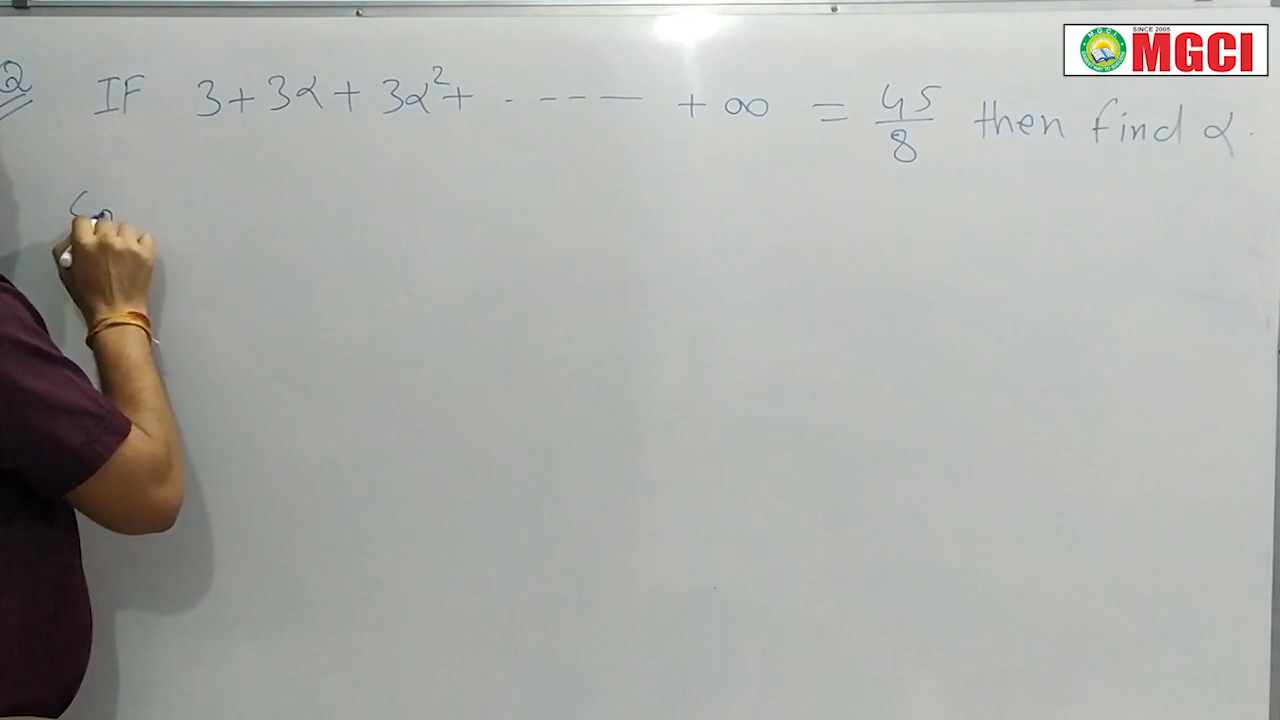 SINCE 2005
MGCI
Q IF 3 + 3α + 3α² + . - - - — + ∞ = 45/8 then find α.